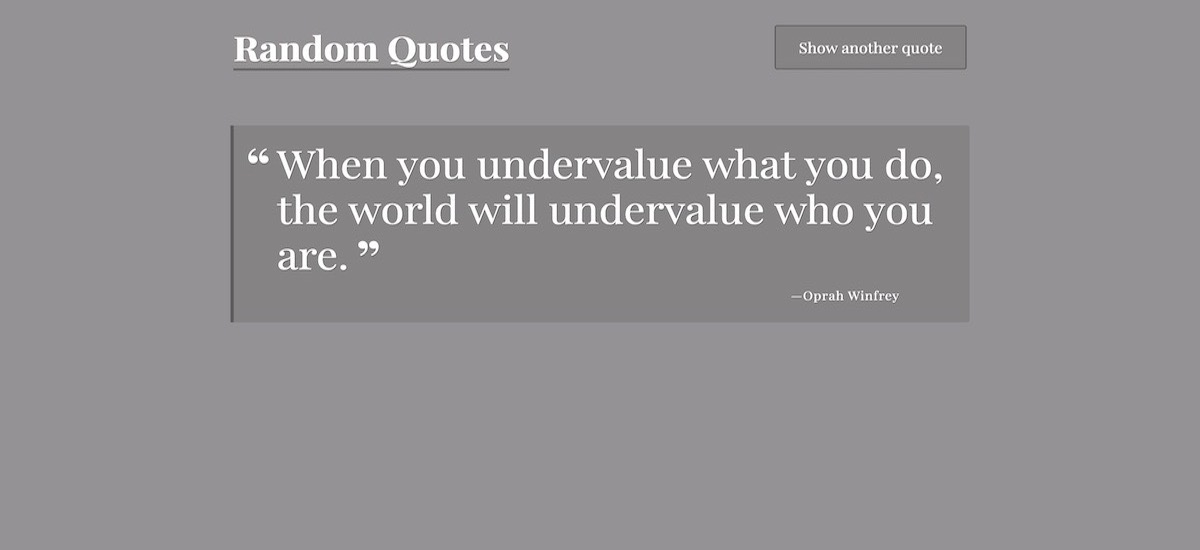 Random Quotes
Show another quote
“ When you undervalue what you do,
the world will undervalue who you
are. ”
—Oprah Winfrey